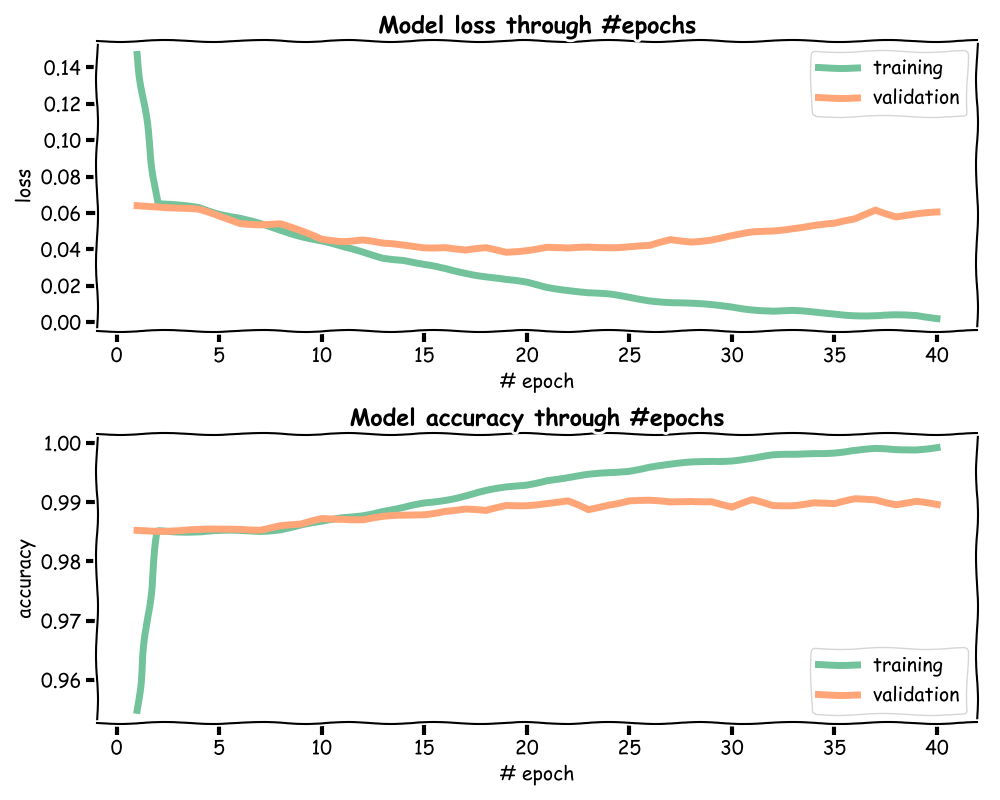 Model loss through #epochs
training
validation
loss
0.14
0.12
0.10
0.08
0.06
0.04
0.02
0.00
0 5 10 15 20 25 30 35 40
# epoch
Model accuracy through #epochs
accuracy
1.00
0.99
0.98
0.97
0.96
training
validation
0 5 10 15 20 25 30 35 40
# epoch